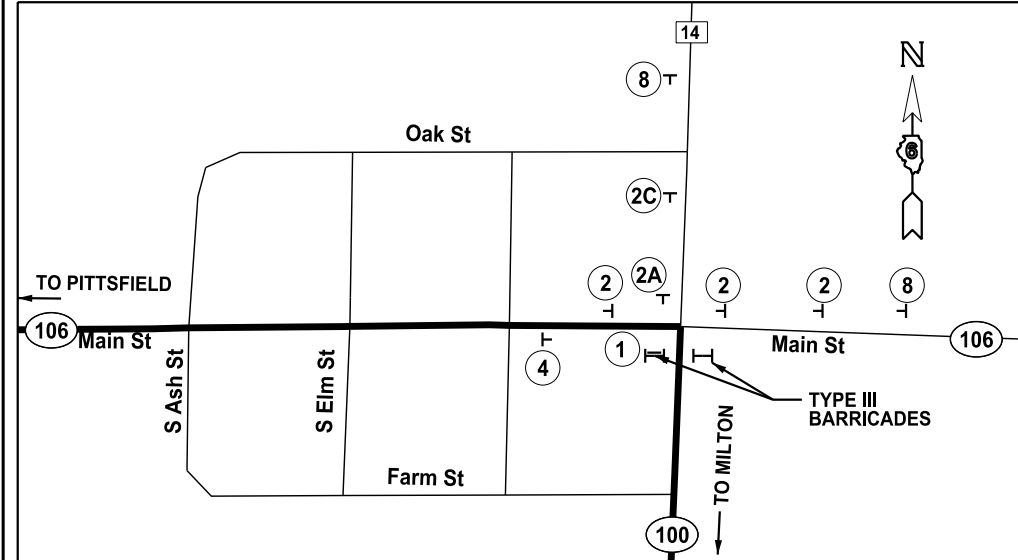 14
N
8
6
Oak St
2C
TO PITTSFIELD
2
2A
2
2
8
106
Main St
4
1
Main St
106
S Ash St
S Elm St
TYPE III
BARRICADES
TO MILTON
Farm St
100